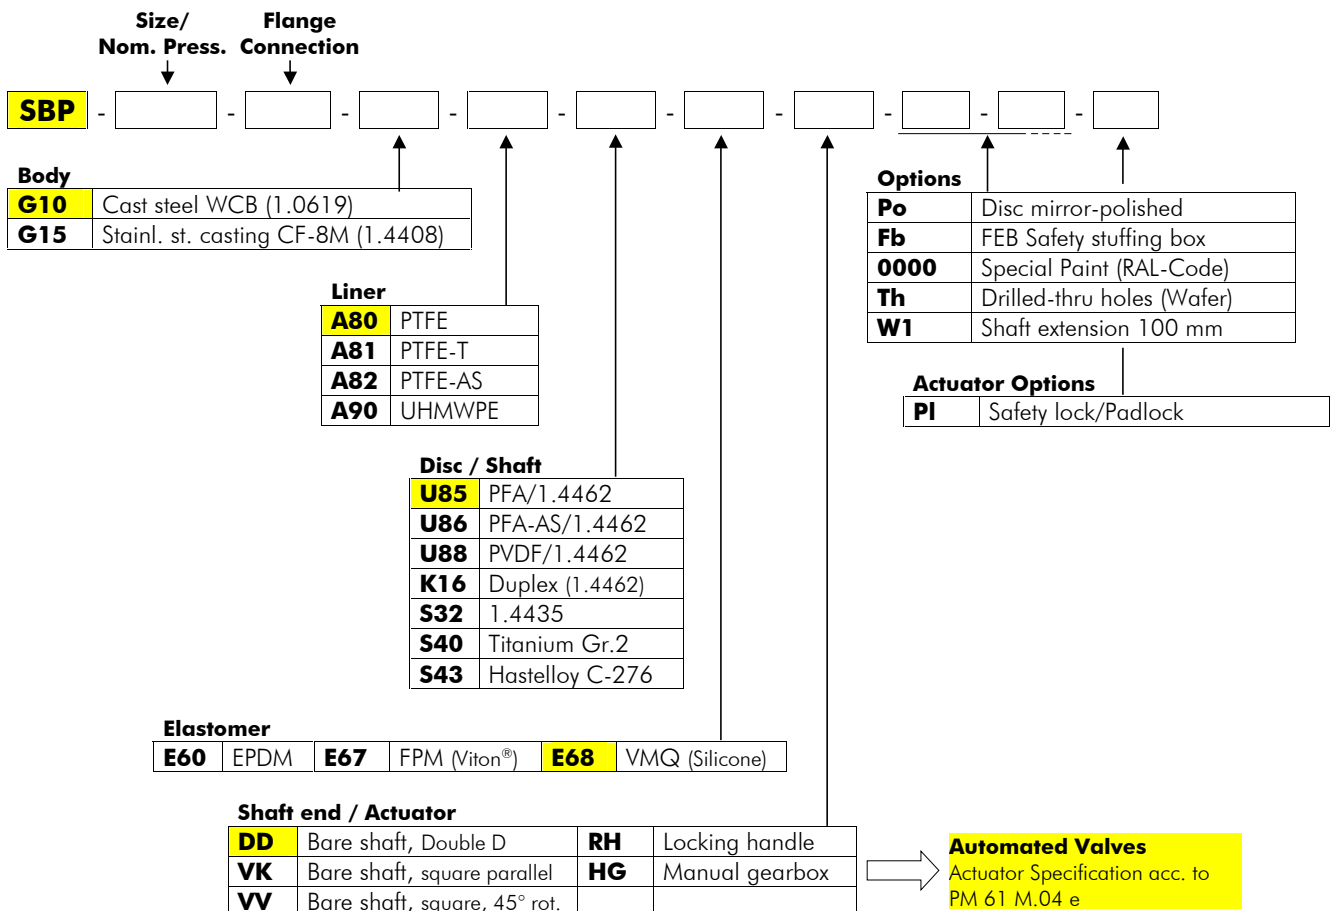 Size/ Flange
Nom. Press. Connection
SBP - - - - - - - - - -
Body
G10 Cast steel WCB (1.0619)
G15 Stainl. st. casting CF-8M (1.4408)
Options
Po Disc mirror-polished
Fb FEB Safety stuffing box
0000 Special Paint (RAL-Code)
Th Drilled-thru holes (Wafer)
W1 Shaft extension 100 mm
Liner
A80 PTFE
A81 PTFE-T
A82 PTFE-AS
A90 UHMWPE
Actuator Options
Pl Safety lock/Padlock
Disc / Shaft
U85 PFA/1.4462
U86 PFA-AS/1.4462
U88 PVDF/1.4462
K16 Duplex (1.4462)
S32 1.4435
S40 Titanium Gr.2
S43 Hastelloy C-276
Elastomer
E60 EPDM E67 FPM (Viton®) E68 VMQ (Silicone)
Shaft end / Actuator
DD Bare shaft, Double D RH Locking handle
VK Bare shaft, square parallel HG Manual gearbox
VV Bare shaft, square, 45° rot.
Automated Valves
Actuator Specification acc. to
PM 61 M.04 e